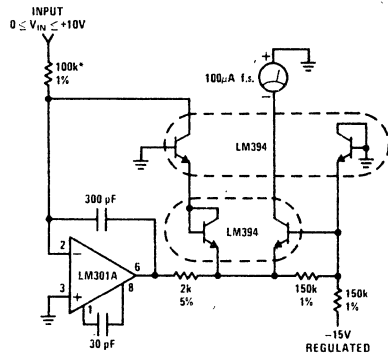 INPUT
0 ≤ VIN ≤ +10V
+
100k*
1%
100μA f.s.
−
LM394
300 pF
LM394
2
−
LM301A
6
3
+
8
1
2k
5%
150k
1%
150k
1%
30 pF
−15V
REGULATED